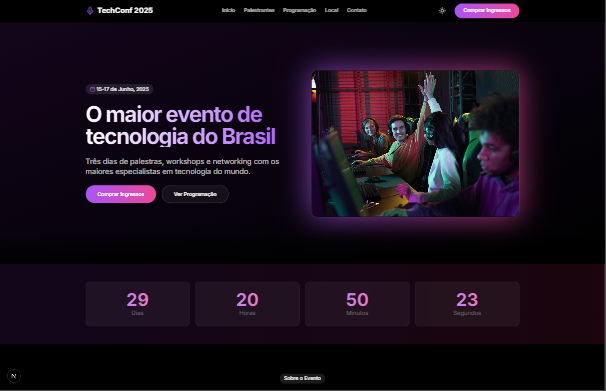 TechConf 2025
Início Palestrantes Programação Local Contato
Comprar Ingressos
15-17 de Junho, 2025
O maior evento de
tecnologia do Brasil
Três dias de palestras, workshops e networking com os
maiores especialistas em tecnologia do mundo.
Comprar Ingressos
Ver Programação
29
Dias
20
Horas
50
Minutos
23
Segundos
N
Sobre o Evento